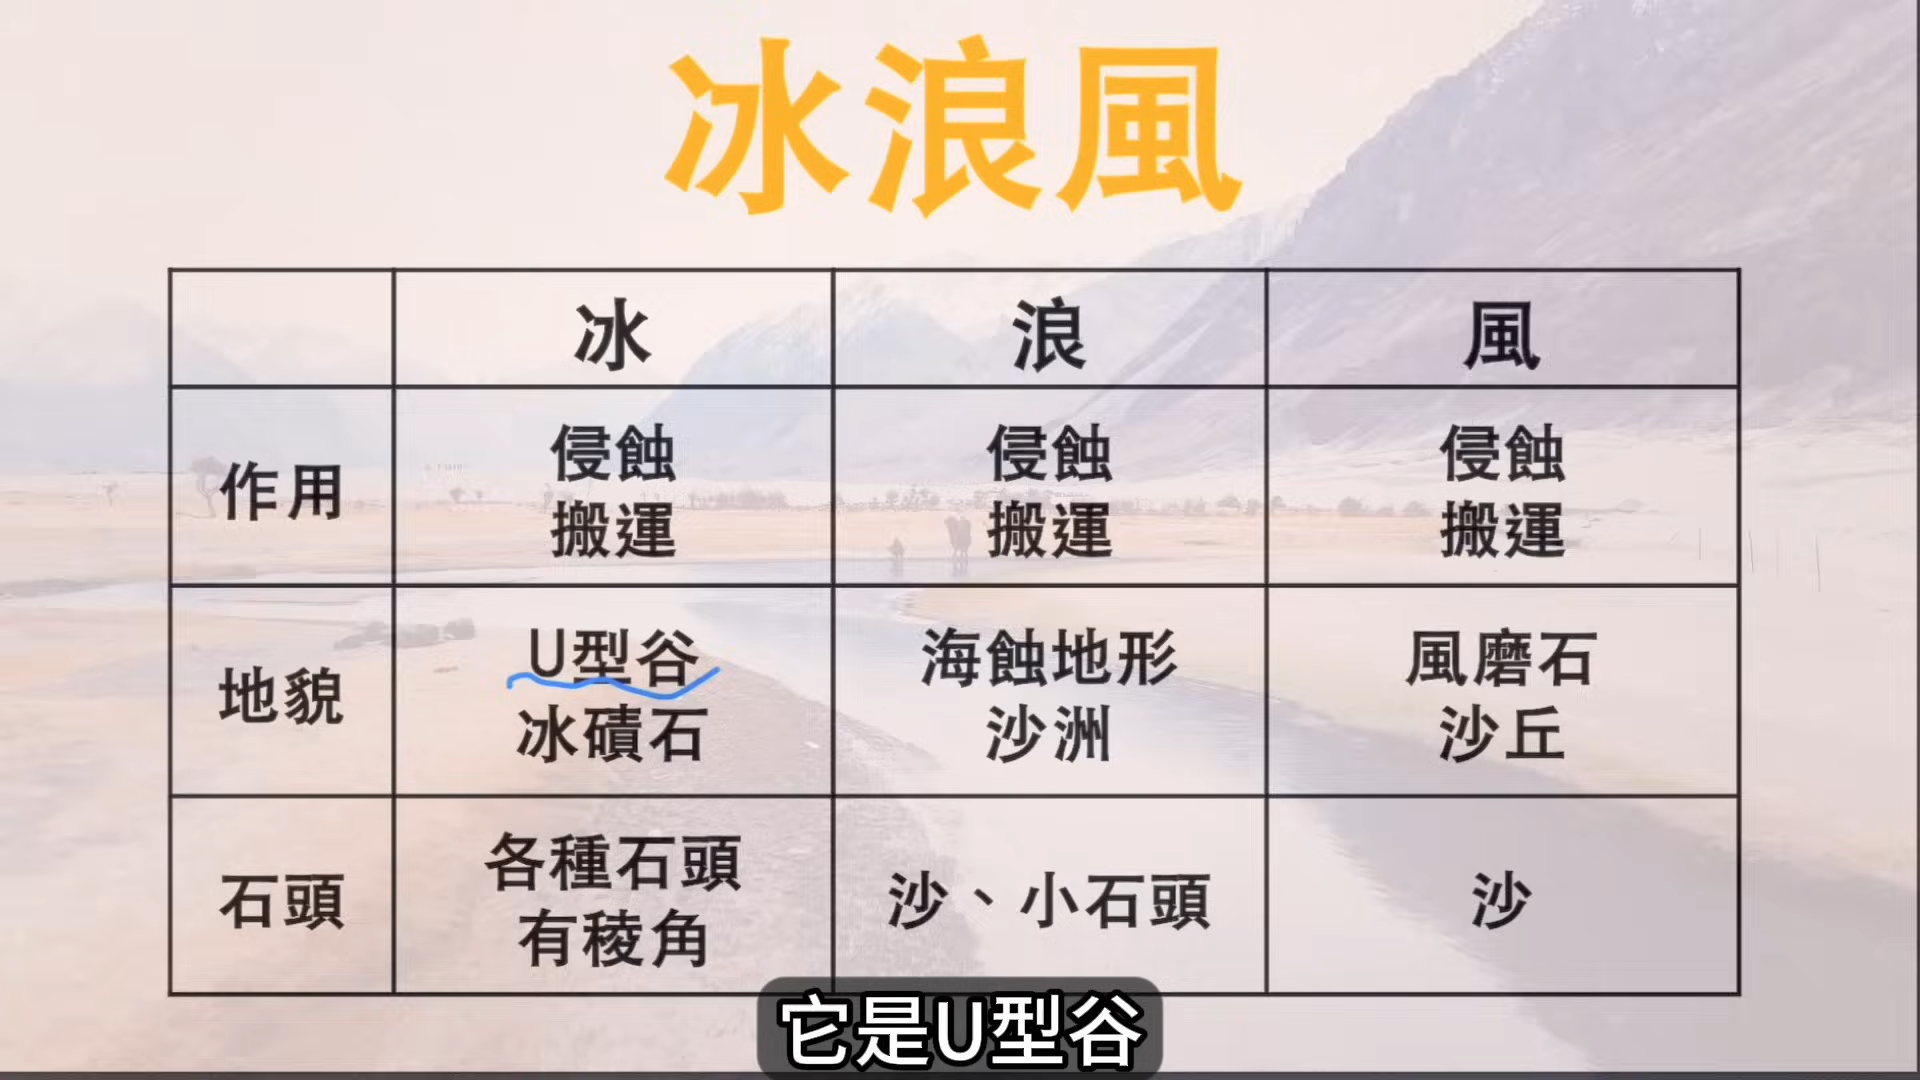 冰浪風
冰
浪
風
作用
侵蝕
搬運
侵蝕
搬運
侵蝕
搬運
地貌
U型谷
冰磧石
海蝕地形
沙洲
風磨石
沙丘
石頭
各種石頭
有稜角
沙、小石頭
沙
它是U型谷